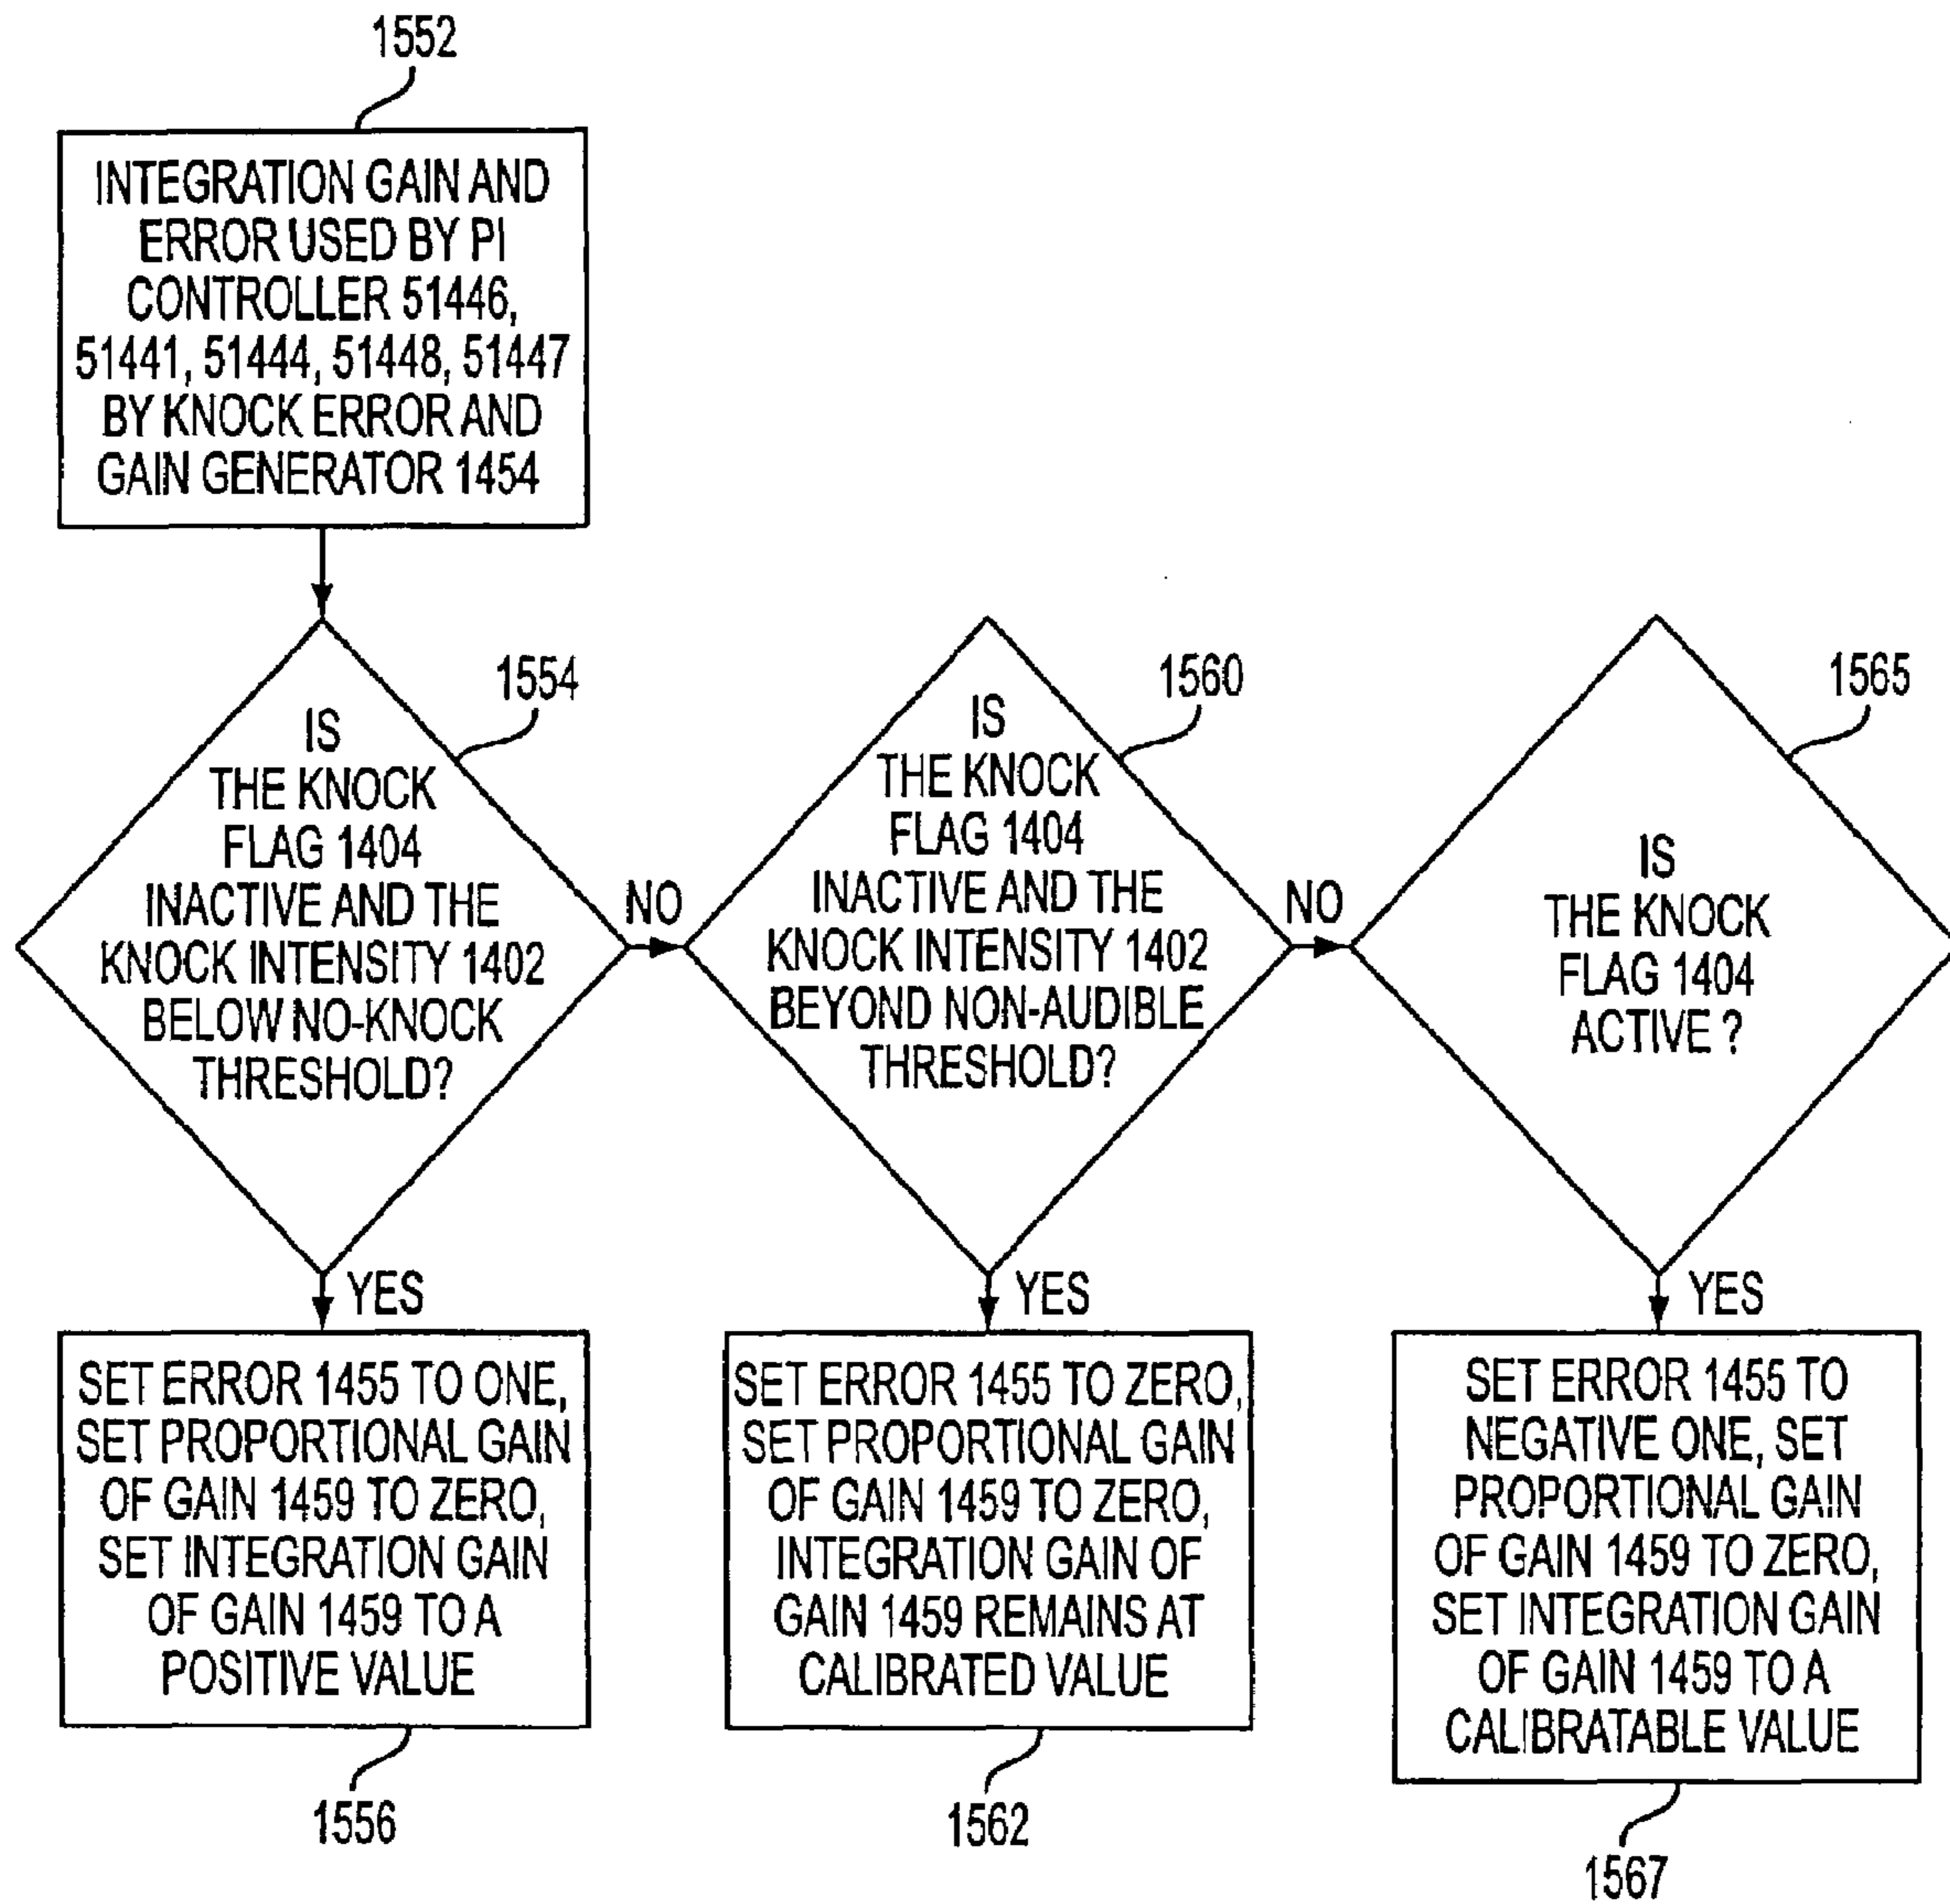 1552
INTEGRATION GAIN AND
ERROR USED BY PI
CONTROLLER 51446,
51441, 51444, 51448, 51447
BY KNOCK ERROR AND
GAIN GENERATOR 1454
1554
IS
THE KNOCK
FLAG 1404
INACTIVE AND THE
KNOCK INTENSITY 1402
BELOW NO-KNOCK
THRESHOLD?
NO
YES
SET ERROR 1455 TO ONE,
SET PROPORTIONAL GAIN
OF GAIN 1459 TO ZERO,
SET INTEGRATION GAIN
OF GAIN 1459 TO A
POSITIVE VALUE
1556
1560
IS
THE KNOCK
FLAG 1404
INACTIVE AND THE
KNOCK INTENSITY 1402
BEYOND NON-AUDIBLE
THRESHOLD?
NO
YES
SET ERROR 1455 TO ZERO,
SET PROPORTIONAL GAIN
OF GAIN 1459 TO ZERO,
INTEGRATION GAIN OF
GAIN 1459 REMAINS AT
CALIBRATED VALUE
1562
1565
IS
THE KNOCK
FLAG 1404
ACTIVE ?
YES
SET ERROR 1455 TO
NEGATIVE ONE, SET
PROPORTIONAL GAIN
OF GAIN 1459 TO ZERO,
SET INTEGRATION GAIN
OF GAIN 1459 TO A
CALIBRATABLE VALUE
1567